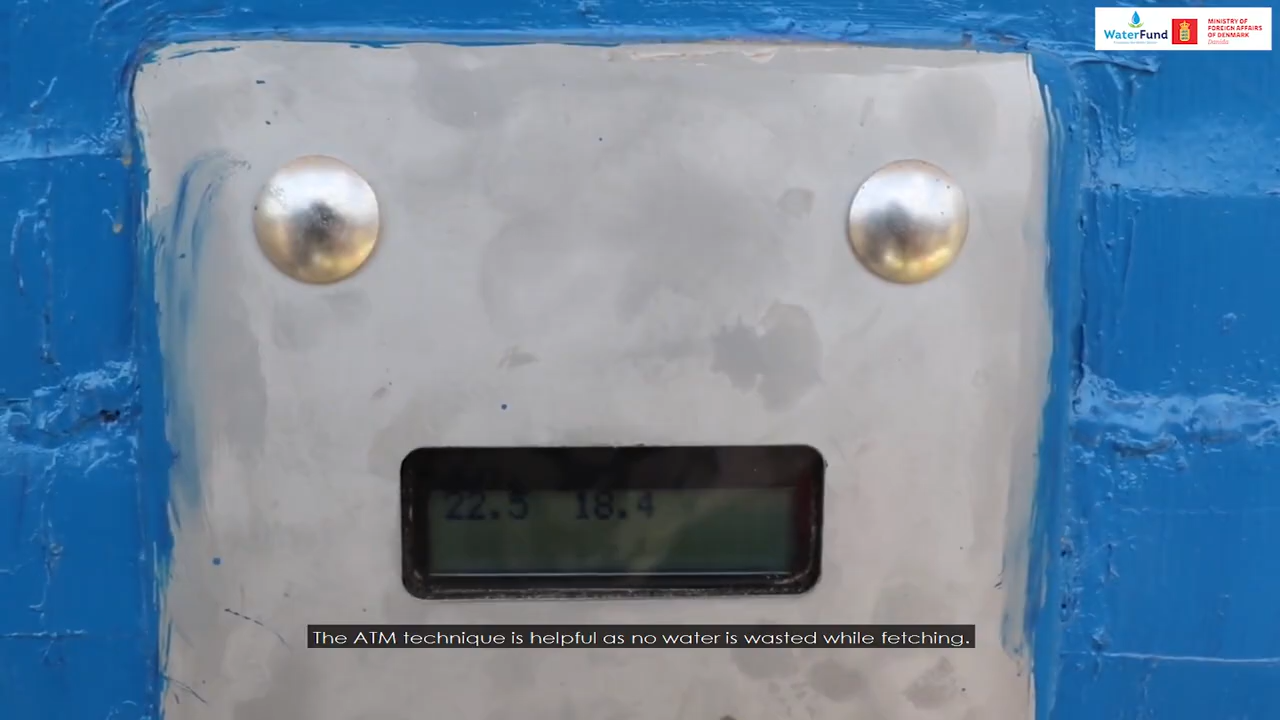 WaterFund
MINISTRY OF
FOREIGN AFFAIRS
OF DENMARK
Danida
22.5 18.4
The ATM technique is helpful as no water is wasted while fetching.